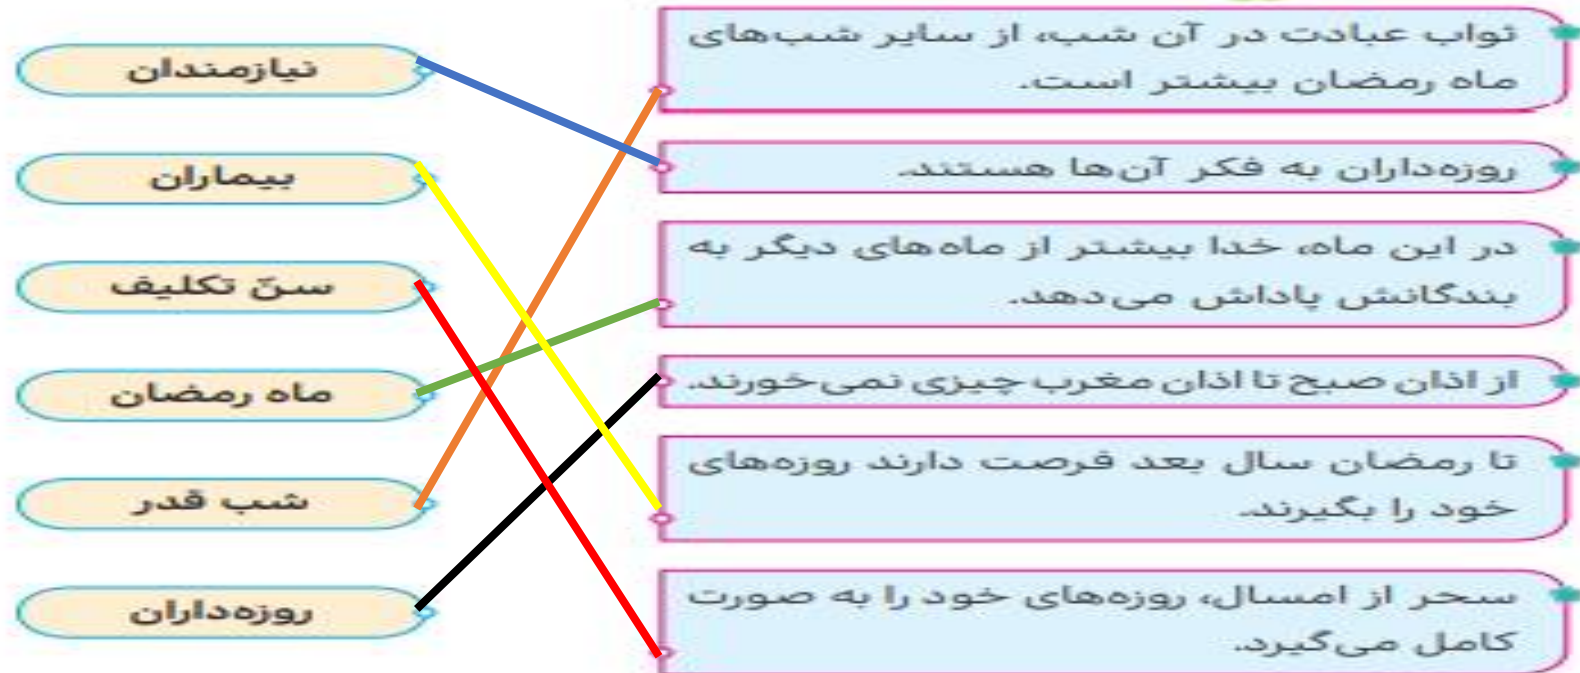 ثواب عبادت در آن شب، از سایر شب‌های
ماه رمضان بیشتر است.
روزه‌داران به فکر آن‌ها هستند.
در این ماه، خدا بیشتر از ماه‌های دیگر به
بندگانش پاداش می‌دهد.
از اذان صبح تا اذان مغرب چیزی نمی‌خورند.
تا رمضان سال بعد فرصت دارند روزه‌های
خود را بگیرند.
سحر از امسال، روزه‌های خود را به صورت
کامل می‌گیرد.
نیازمندان
بیماران
سنّ تکلیف
ماه رمضان
شب قدر
روزه‌داران